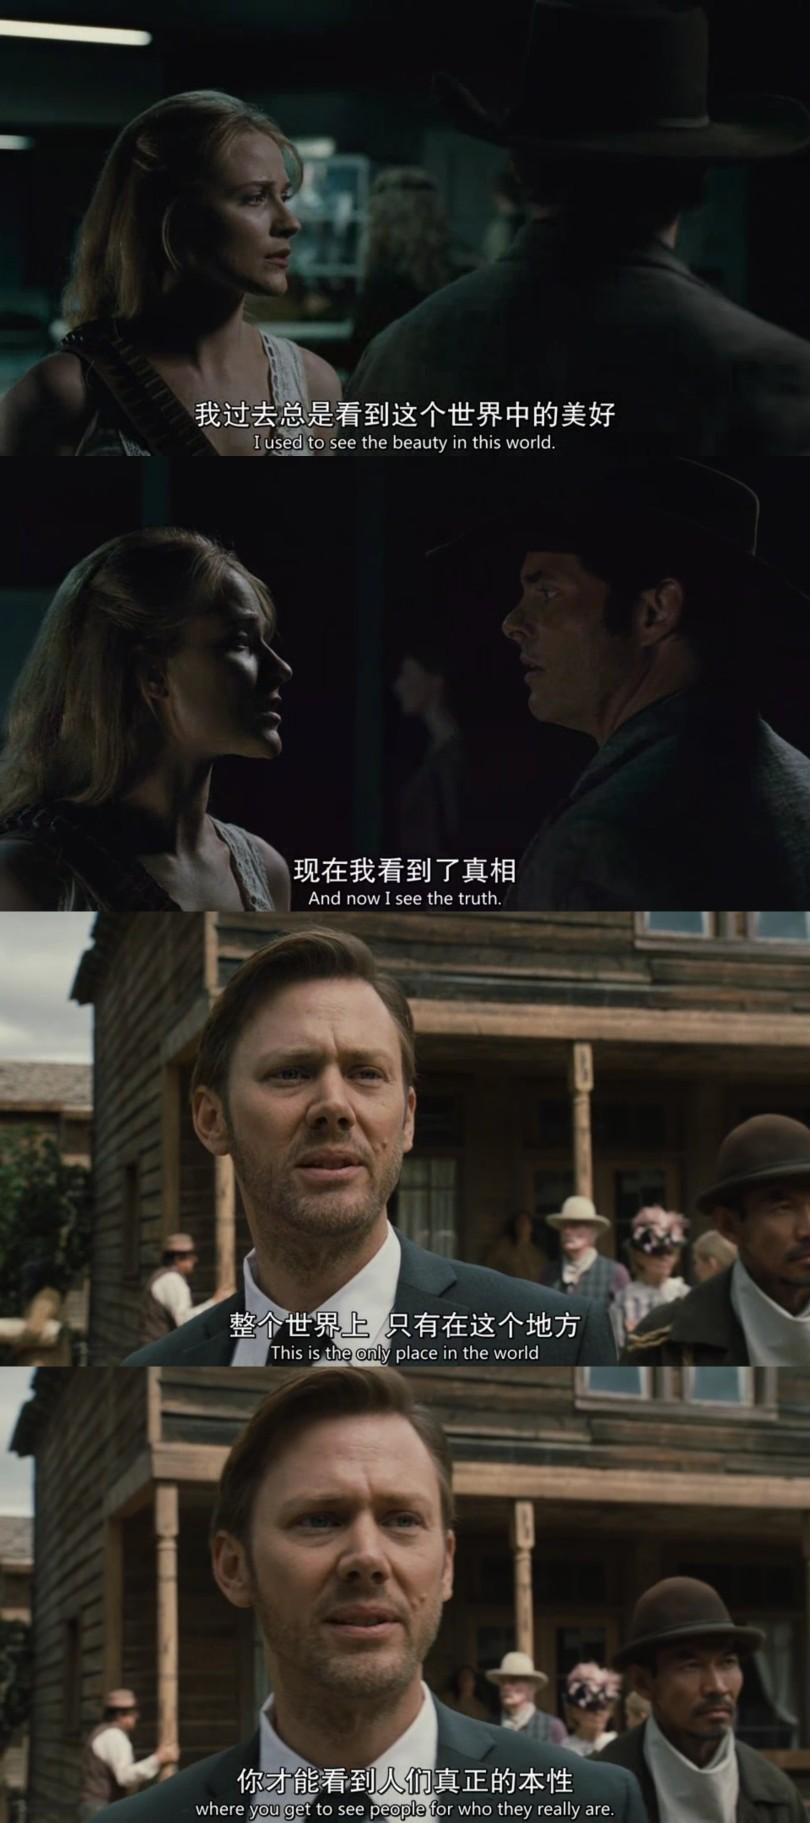 我过去总是看到这个世界中的美好
I used to see the beauty in this world.
现在我看到了真相
And now I see the truth.
整个世界上 只有在这个地方
This is the only place in the world
你才能看到人们真正的本性
where you get to see people for who they really are.